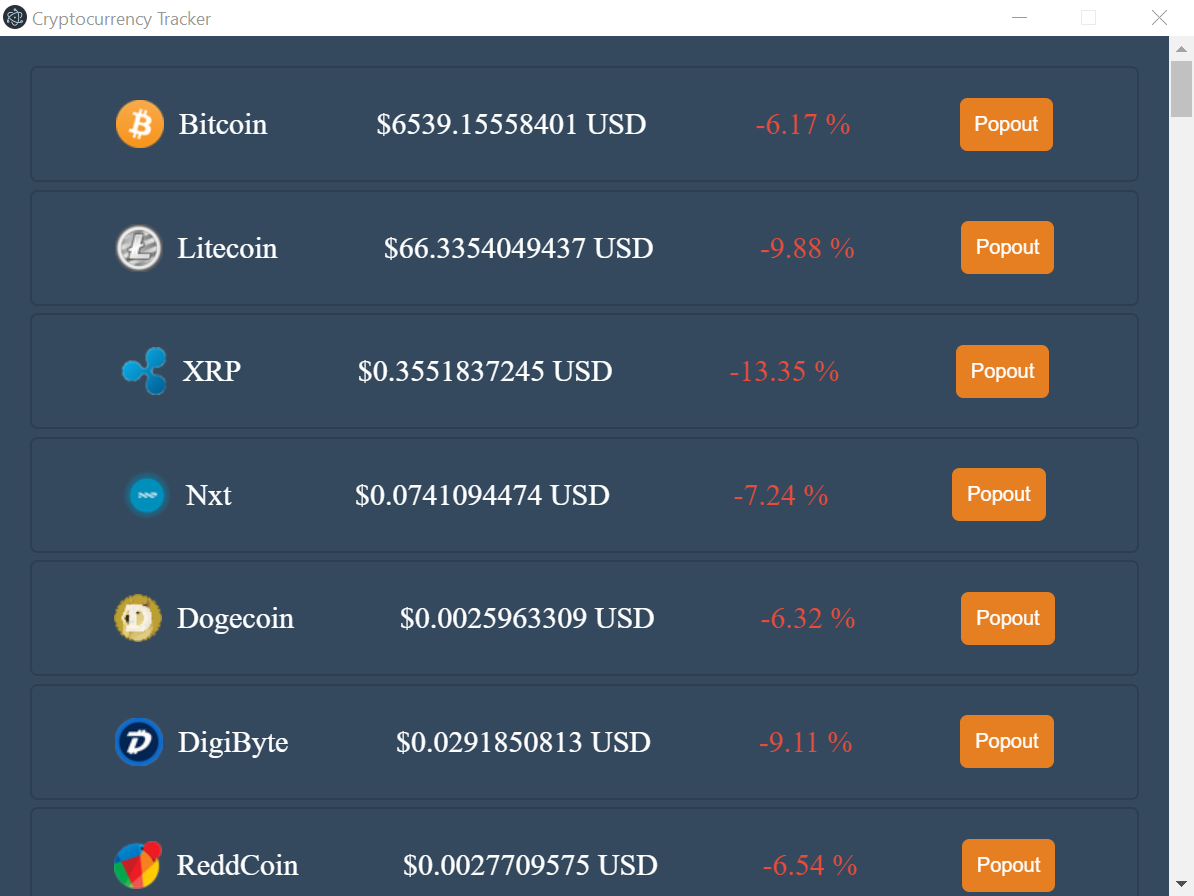 Cryptocurrency Tracker
Bitcoin $6539.15558401 USD -6.17 % Popout
Litecoin $66.3354049437 USD -9.88 % Popout
XRP $0.3551837245 USD -13.35 % Popout
Nxt $0.0741094474 USD -7.24 % Popout
Dogecoin $0.0025963309 USD -6.32 % Popout
DigiByte $0.0291850813 USD -9.11 % Popout
ReddCoin $0.0027709575 USD -6.54 % Popout